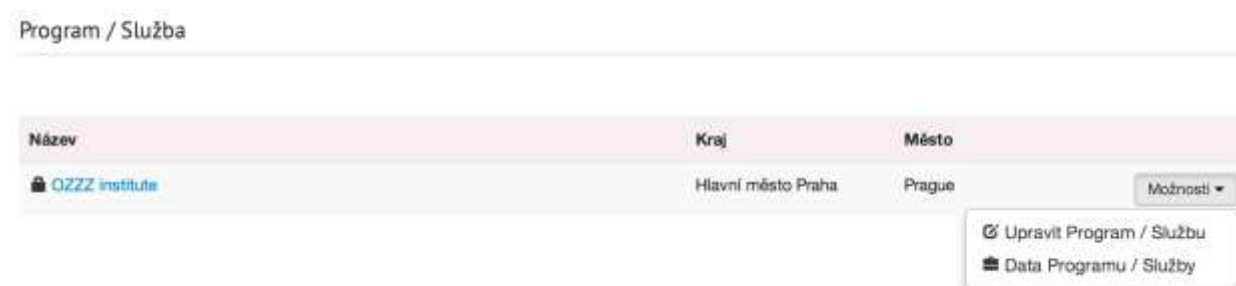 Program / Služba
Název Kraj Město
OZZZ institute Hlavní město Praha Prague Možnosti
Upravit Program / Službu
Data Programu / Služby